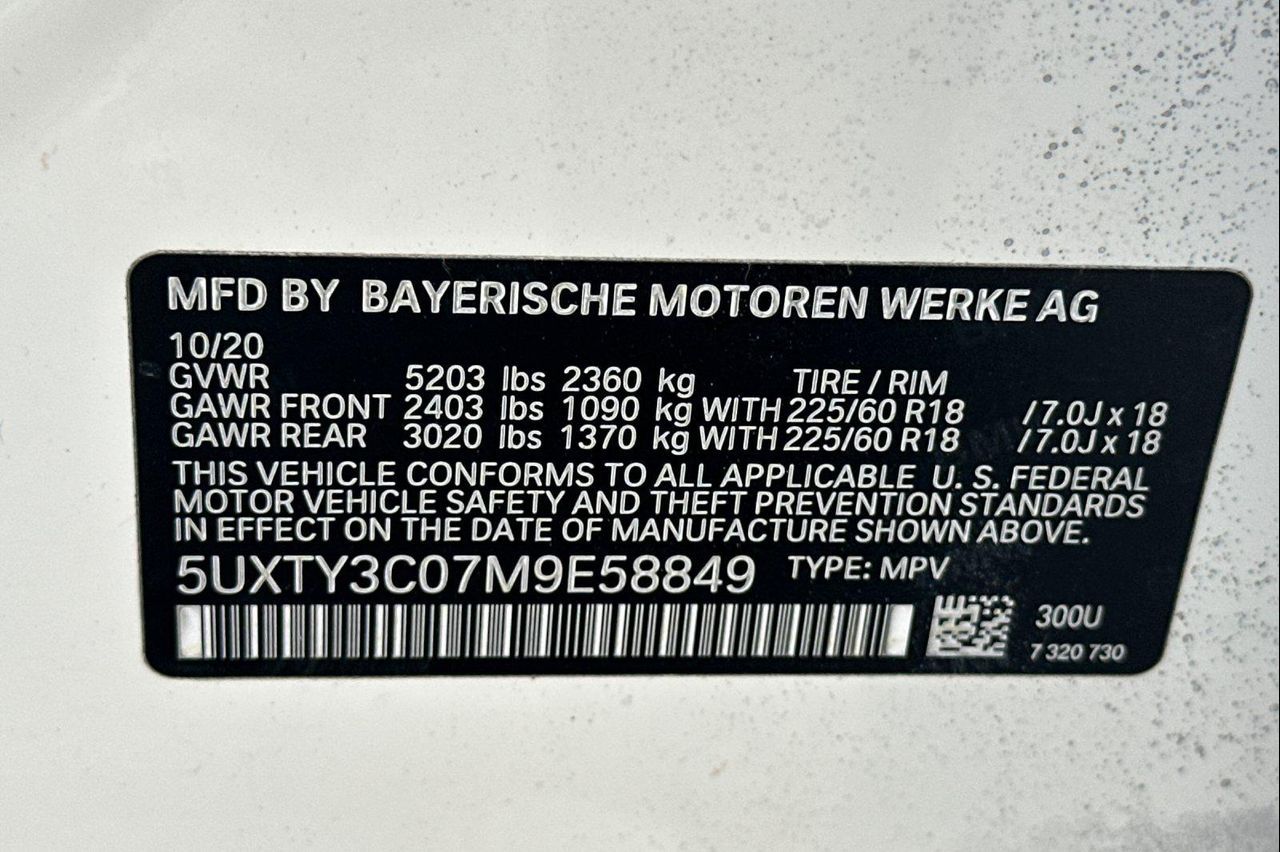 MFD BY BAYERISCHE MOTOREN WERKE AG
10/20
GVWR 5203 lbs 2360 kg TIRE / RIM
GAWR FRONT 2403 lbs 1090 kg WITH 225/60 R18 / 7.0J x 18
GAWR REAR 3020 lbs 1370 kg WITH 225/60 R18 / 7.0J x 18
THIS VEHICLE CONFORMS TO ALL APPLICABLE U. S. FEDERAL
MOTOR VEHICLE SAFETY AND THEFT PREVENTION STANDARDS
IN EFFECT ON THE DATE OF MANUFACTURE SHOWN ABOVE.
5UXTY3C07M9E58849 TYPE: MPV
300U
7 320 730